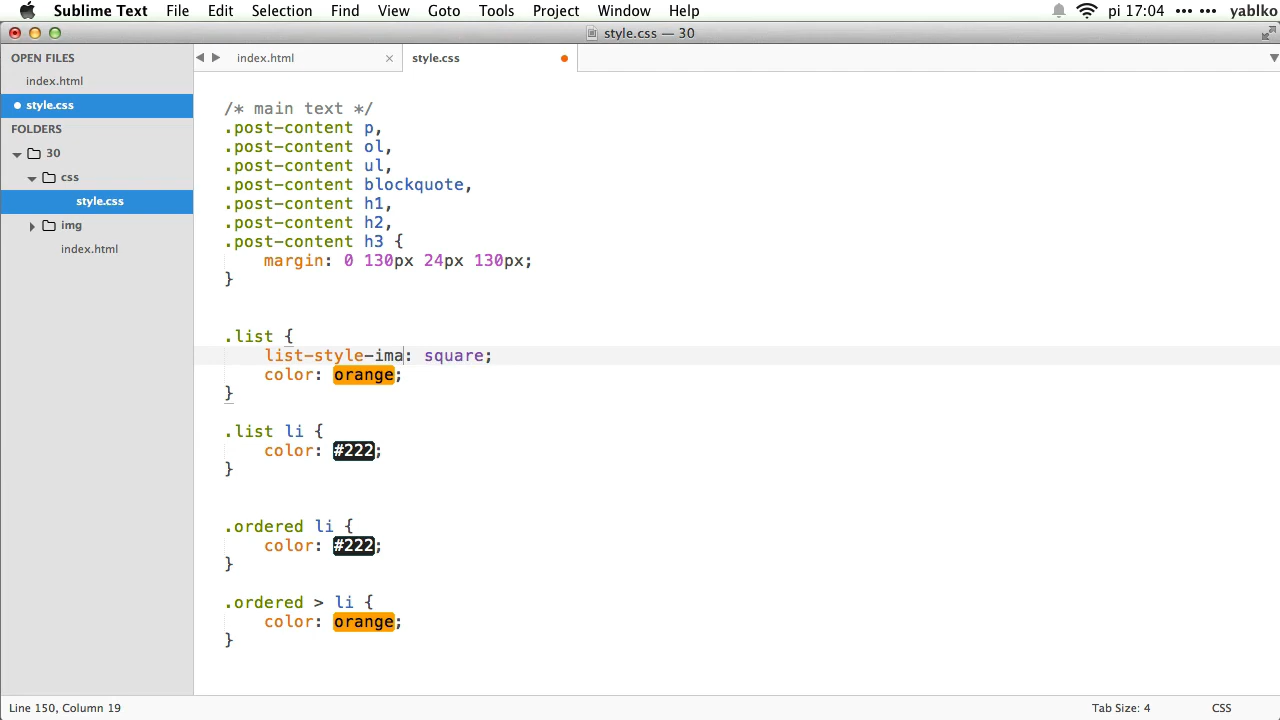 Sublime Text File Edit Selection Find View Goto Tools Project Window Help pi 17:04 yablko
style.css — 30
OPEN FILES
index.html
style.css
FOLDERS
30
css
style.css
img
index.html
index.html
style.css
/* main text */
.post-content p,
.post-content ol,
.post-content ul,
.post-content blockquote,
.post-content h1,
.post-content h2,
.post-content h3 {
margin: 0 130px 24px 130px;
}
.list {
list-style-ima: square;
color: orange;
}
.list li {
color: #222;
}
.ordered li {
color: #222;
}
.ordered > li {
color: orange;
}
Line 150, Column 19 Tab Size: 4 CSS